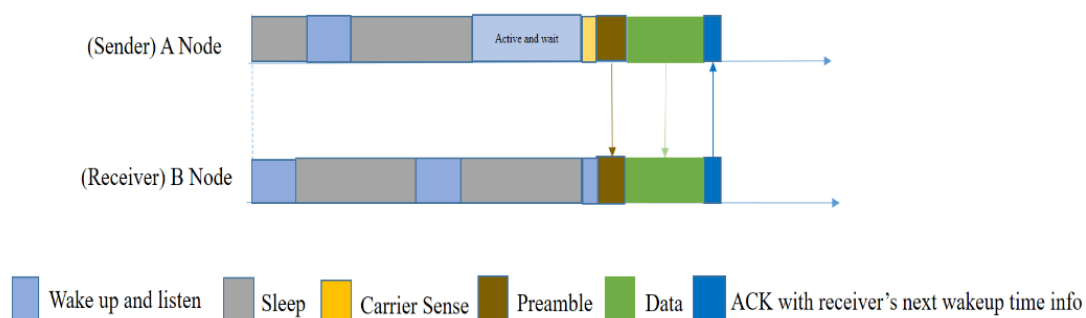 (Sender) A Node
Active and wait
(Receiver) B Node
Wake up and listen
Sleep
Carrier Sense
Preamble
Data
ACK with receiver's next wakeup time info